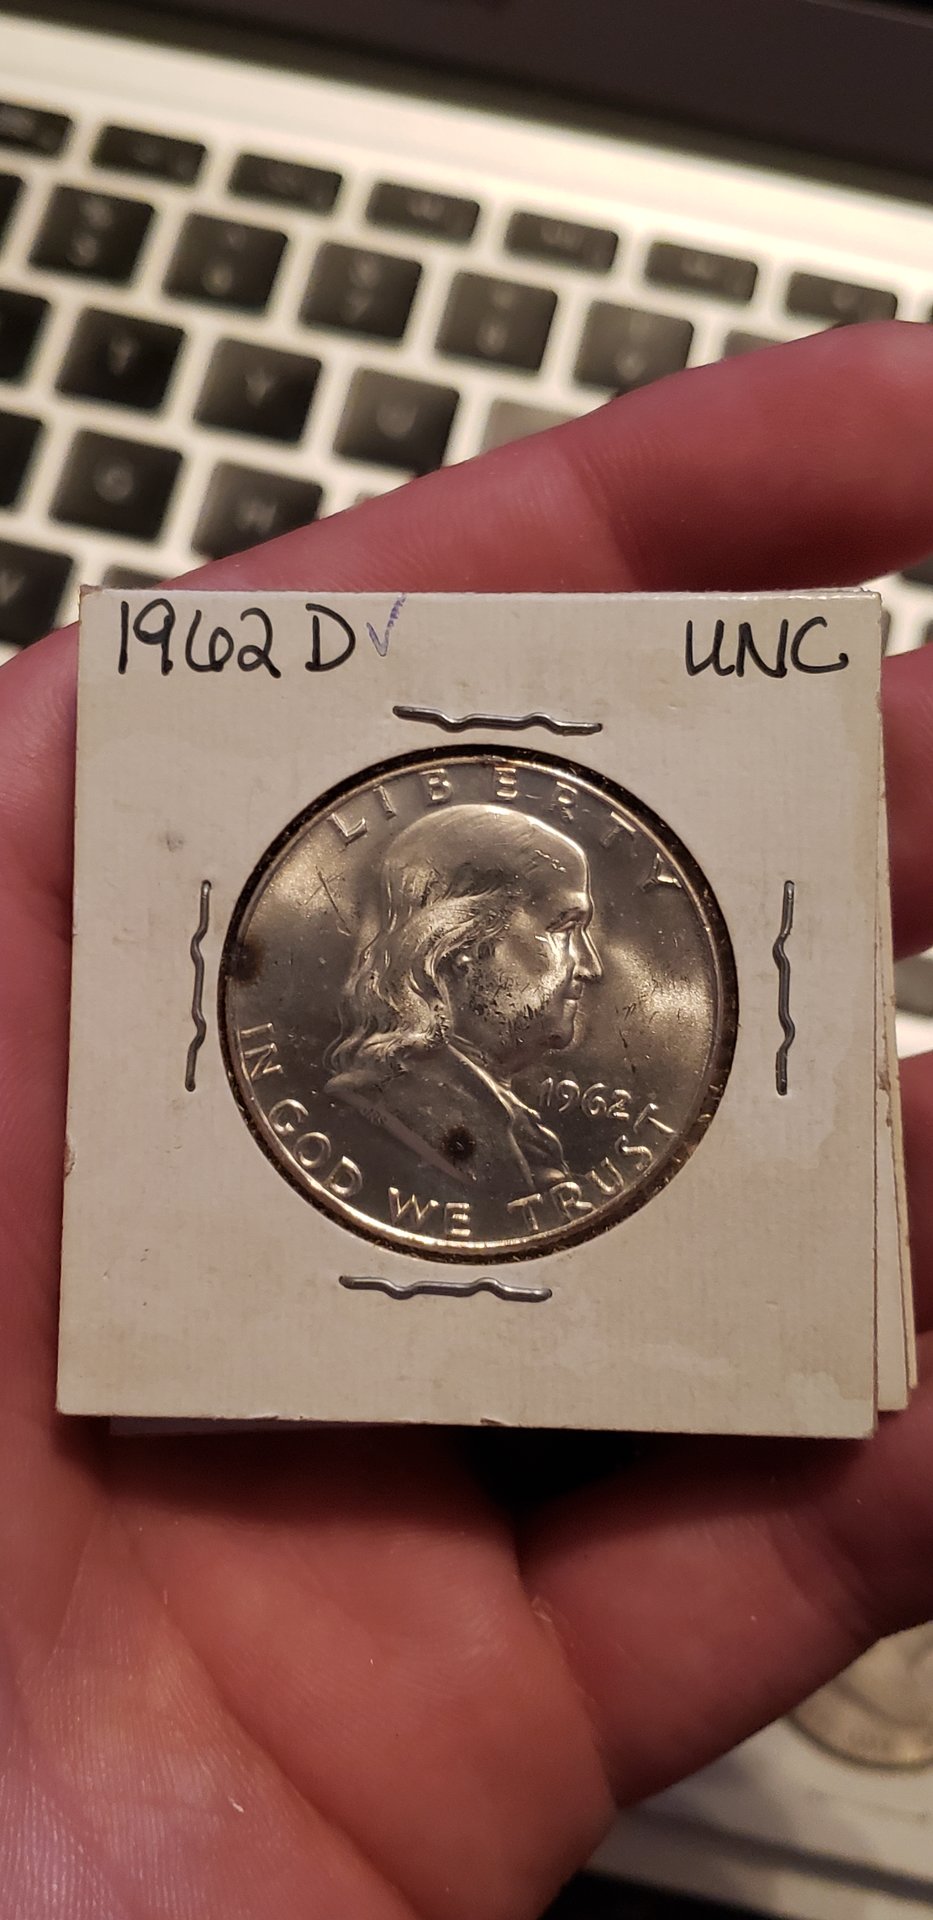 1962 D✓ UNC
LIBERTY
1962
IN GOD WE TRUST
Y
U
G
H
V